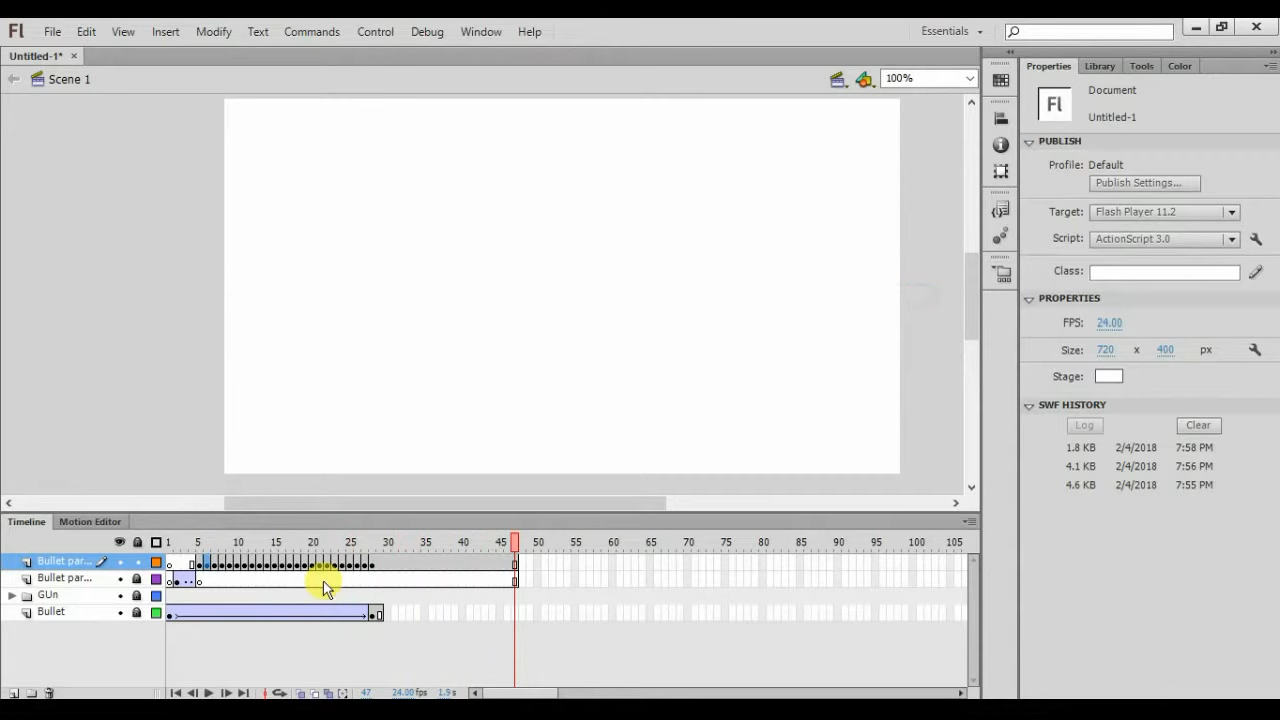 Fl File Edit View Insert Modify Text Commands Control Debug Window Help Essentials
Untitled-1* ×
Scene 1 100%
Properties Library Tools Color
Fl Document
Untitled-1
PUBLISH
Profile: Default
Publish Settings...
Target: Flash Player 11.2
Script: ActionScript 3.0
Class:
PROPERTIES
FPS: 24.00
Size: 720 x 400 px
Stage:
SWF HISTORY
Log Clear
1.8 KB 2/4/2018 7:58 PM
4.1 KB 2/4/2018 7:56 PM
4.6 KB 2/4/2018 7:55 PM
Timeline Motion Editor
1 5 10 15 20 25 30 35 40 45 50 55 60 65 70 75 80 85 90 95 100 105
Bullet par...
Bullet par...
GUn
Bullet
47 24.00 fps 1.9 s